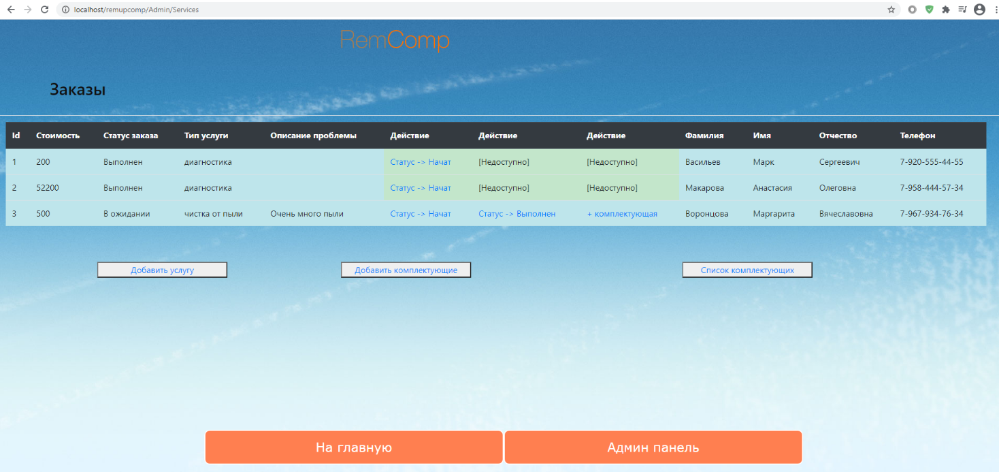 localhost/remupcomp/Admin/Services
RemComp
Заказы
Id Стоимость Статус заказа Тип услуги Описание проблемы Действие Действие Действие Фамилия Имя Отчество Телефон
1 200 Выполнен диагностика Статус -> Начат [Недоступно] [Недоступно] Васильев Марк Сергеевич 7-920-555-44-55
2 52200 Выполнен диагностика Статус -> Начат [Недоступно] [Недоступно] Макарова Анастасия Олеговна 7-958-444-57-34
3 500 В ожидании чистка от пыли Очень много пыли Статус -> Начат Статус -> Выполнен + комплектующая Воронцова Маргарита Вячеславовна 7-967-934-76-34
Добавить услугу Добавить комплектующие Список комплектующих
На главную Админ панель